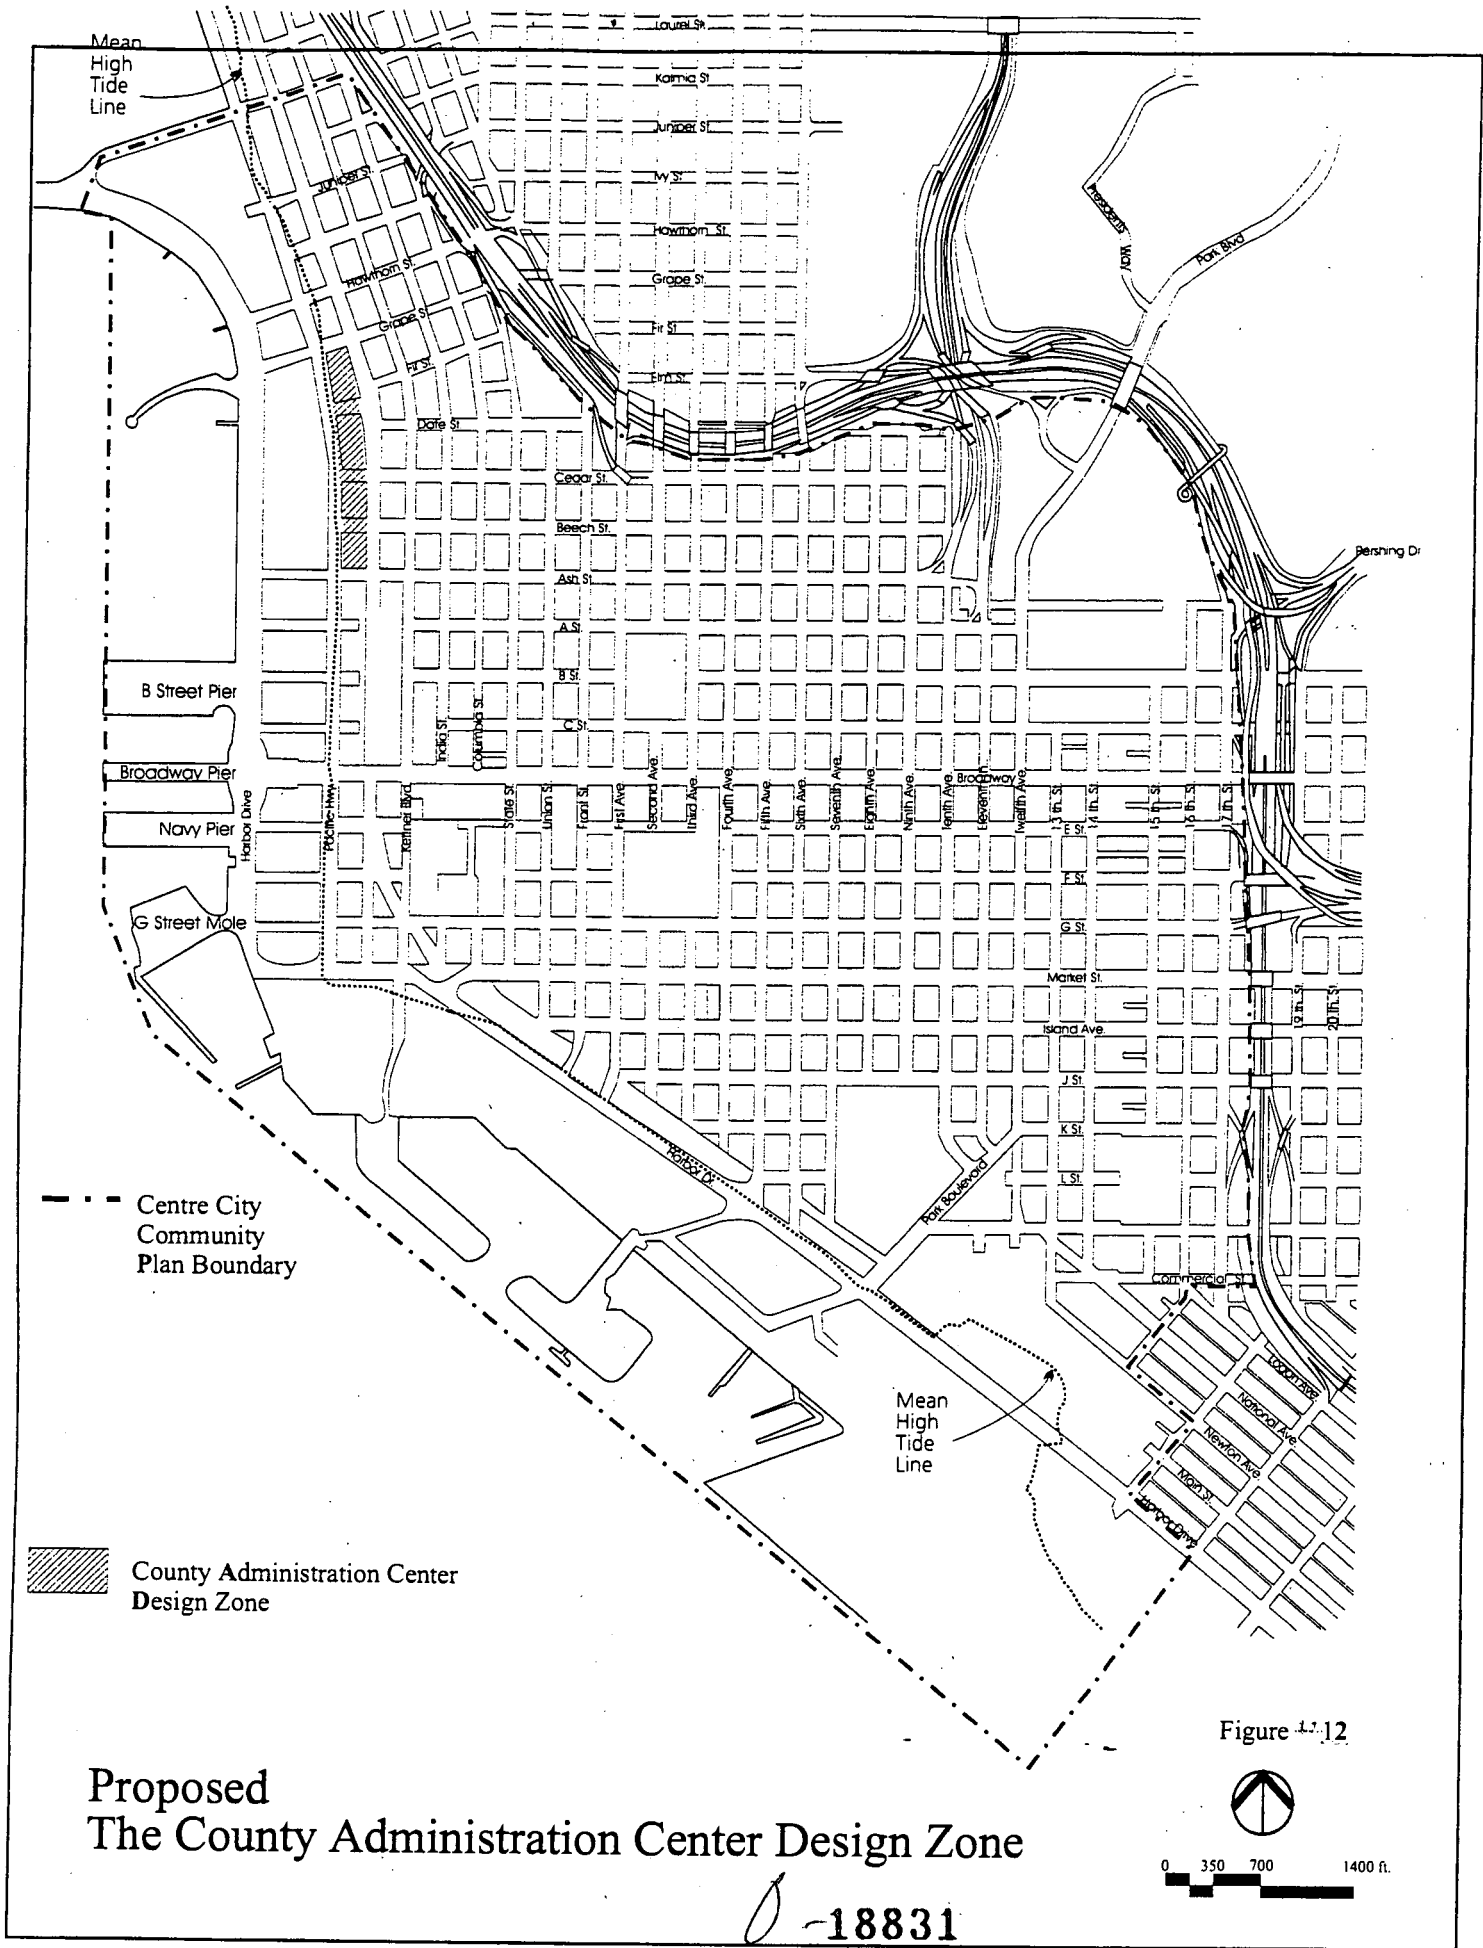 Laurel St.
Mean
High
Tide
Line
Kalmia St
Juniper St.
Ivy St.
Juniper St.
Presidents Way
Hawthorn St.
Park Blvd
Hawthorn St.
Grape St.
Grape St
Fir St
Fir St.
Elm St.
Date St
Cedar St.
Beech St.
Pershing Dr
Ash St.
A St.
B St.
B Street Pier
India St.
Columbia St.
C St.
Broadway Pier
Broadway
Navy Pier
Harbor Drive
Pacific Hwy.
Kettner Blvd.
State St.
Union St.
Front St.
First Ave.
Second Ave.
Third Ave.
Fourth Ave.
Fifth Ave.
Sixth Ave.
Seventh Ave.
Eighth Ave.
Ninth Ave.
Tenth Ave.
Eleventh
Twelfth Ave.
13 th. St.
14 th. St.
15 th. St.
16 th. St.
17 th. St.
E St.
F St.
G Street Mole
G St.
Market St.
19 th. St.
20 th. St.
Island Ave.
J St.
K St.
Harbor Dr.
L St.
Park Boulevard
Centre City
Community
Plan Boundary
Commercial St.
Logan Ave.
National Ave.
Newton Ave.
Main St.
Harbor Drive
Mean
High
Tide
Line
County Administration Center
Design Zone
Figure 12
Proposed
The County Administration Center Design Zone
0 350 700 1400 ft.
O-18831